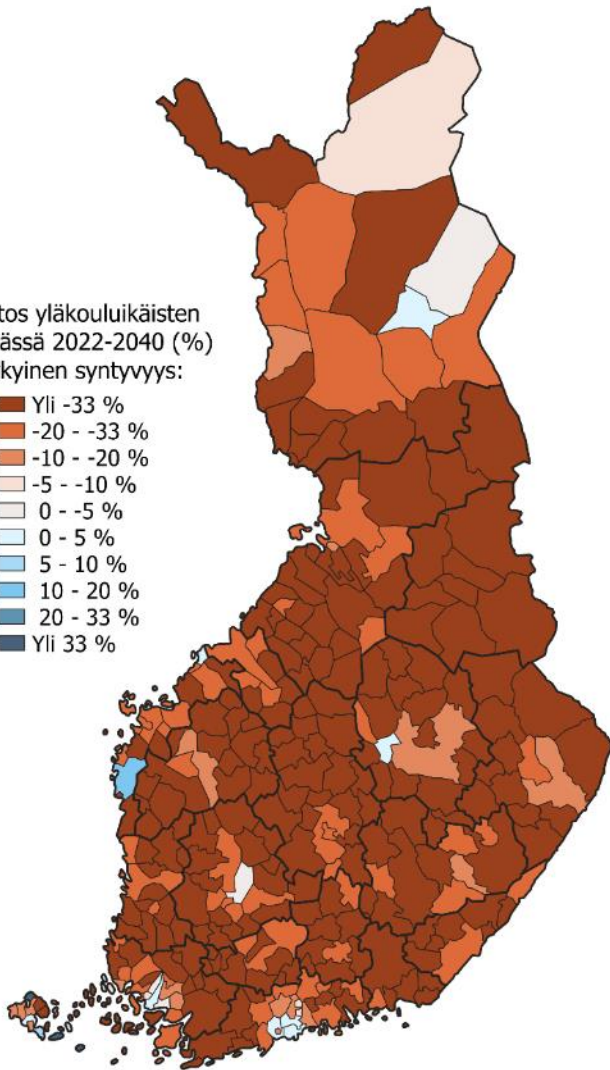 tos yläkouluikäisten
ässä 2022-2040 (%)
kyinen syntyvyys:
Yli -33 %
-20 - -33 %
-10 - -20 %
-5 - -10 %
0 - -5 %
0 - 5 %
5 - 10 %
10 - 20 %
20 - 33 %
Yli 33 %